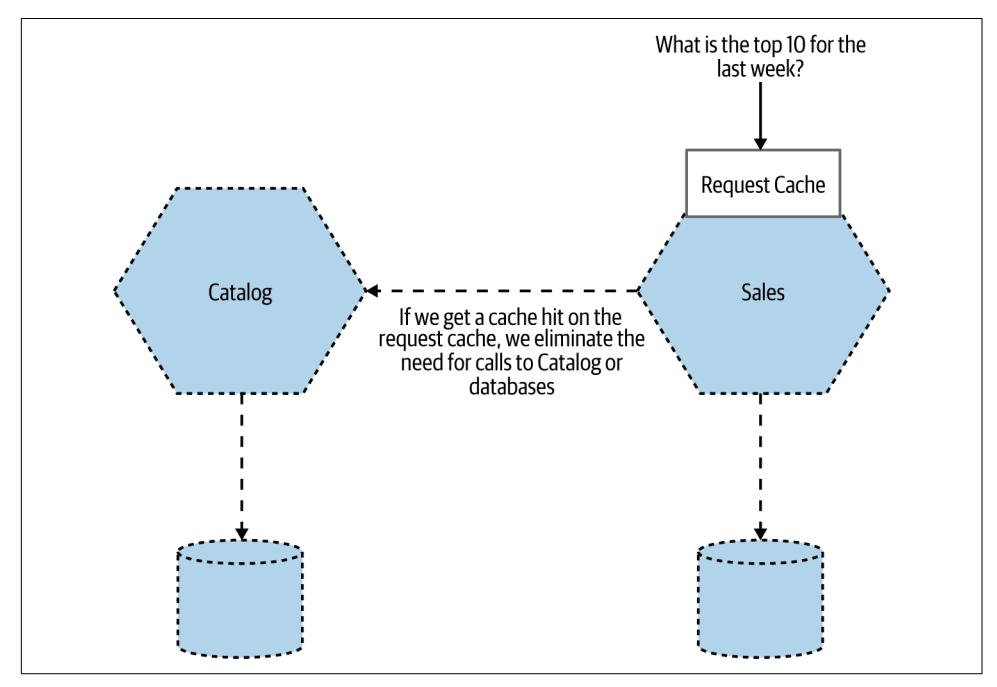 What is the top 10 for the
last week?
Request Cache
Catalog
Sales
If we get a cache hit on the
request cache, we eliminate the
need for calls to Catalog or
databases